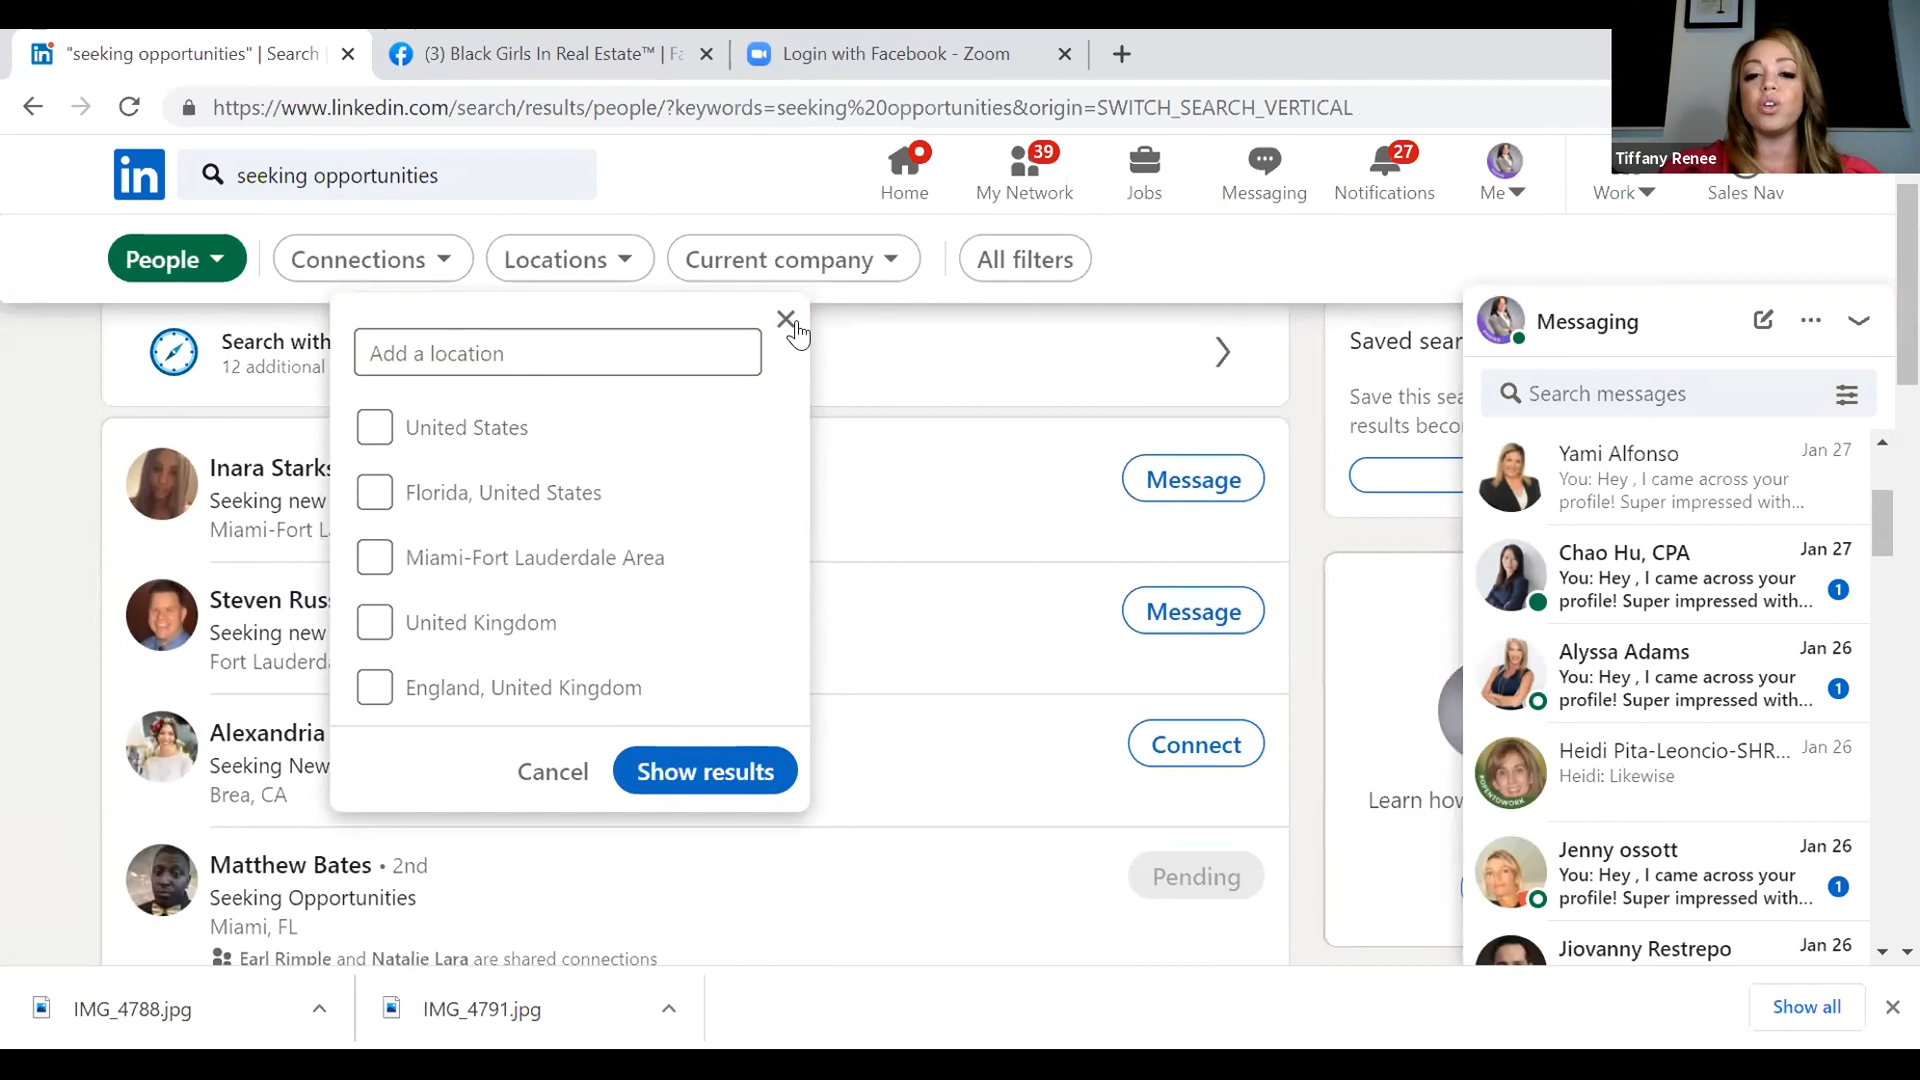 "seeking opportunities" | Search
(3) Black Girls In Real Estate™ | Fa
Login with Facebook - Zoom
https://www.linkedin.com/search/results/people/?keywords=seeking%20opportunities&origin=SWITCH_SEARCH_VERTICAL
Tiffany Renee
in
seeking opportunities
Home
39
My Network
Jobs
Messaging
27
Notifications
Me
Work
Sales Nav
People
Connections
Locations
Current company
All filters
Search with
12 additional
Add a location
United States
Florida, United States
Miami-Fort Lauderdale Area
United Kingdom
England, United Kingdom
Cancel
Show results
Inara Starks
Seeking new
Miami-Fort L
Message
Steven Rus
Seeking new
Fort Lauderd
Message
Alexandria
Seeking New
Brea, CA
Connect
Matthew Bates • 2nd
Seeking Opportunities
Miami, FL
Earl Rimple and Natalie Lara are shared connections
Pending
Saved sear
Save this sea
results beco
Learn how
Messaging
Search messages
Yami Alfonso
Jan 27
You: Hey , I came across your
profile! Super impressed with...
Chao Hu, CPA
Jan 27
You: Hey , I came across your
profile! Super impressed with...
1
Alyssa Adams
Jan 26
You: Hey , I came across your
profile! Super impressed with...
1
Heidi Pita-Leoncio-SHR...
Jan 26
Heidi: Likewise
#OPENTOWORK
Jenny ossott
Jan 26
You: Hey , I came across your
profile! Super impressed with...
1
Jiovanny Restrepo
Jan 26
IMG_4788.jpg
IMG_4791.jpg
Show all